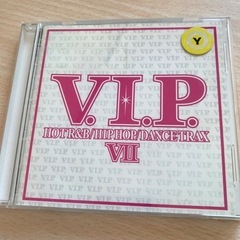 Y
V.I.P.
HOT R&B/HIP HOP/DANCE TRAX
VII